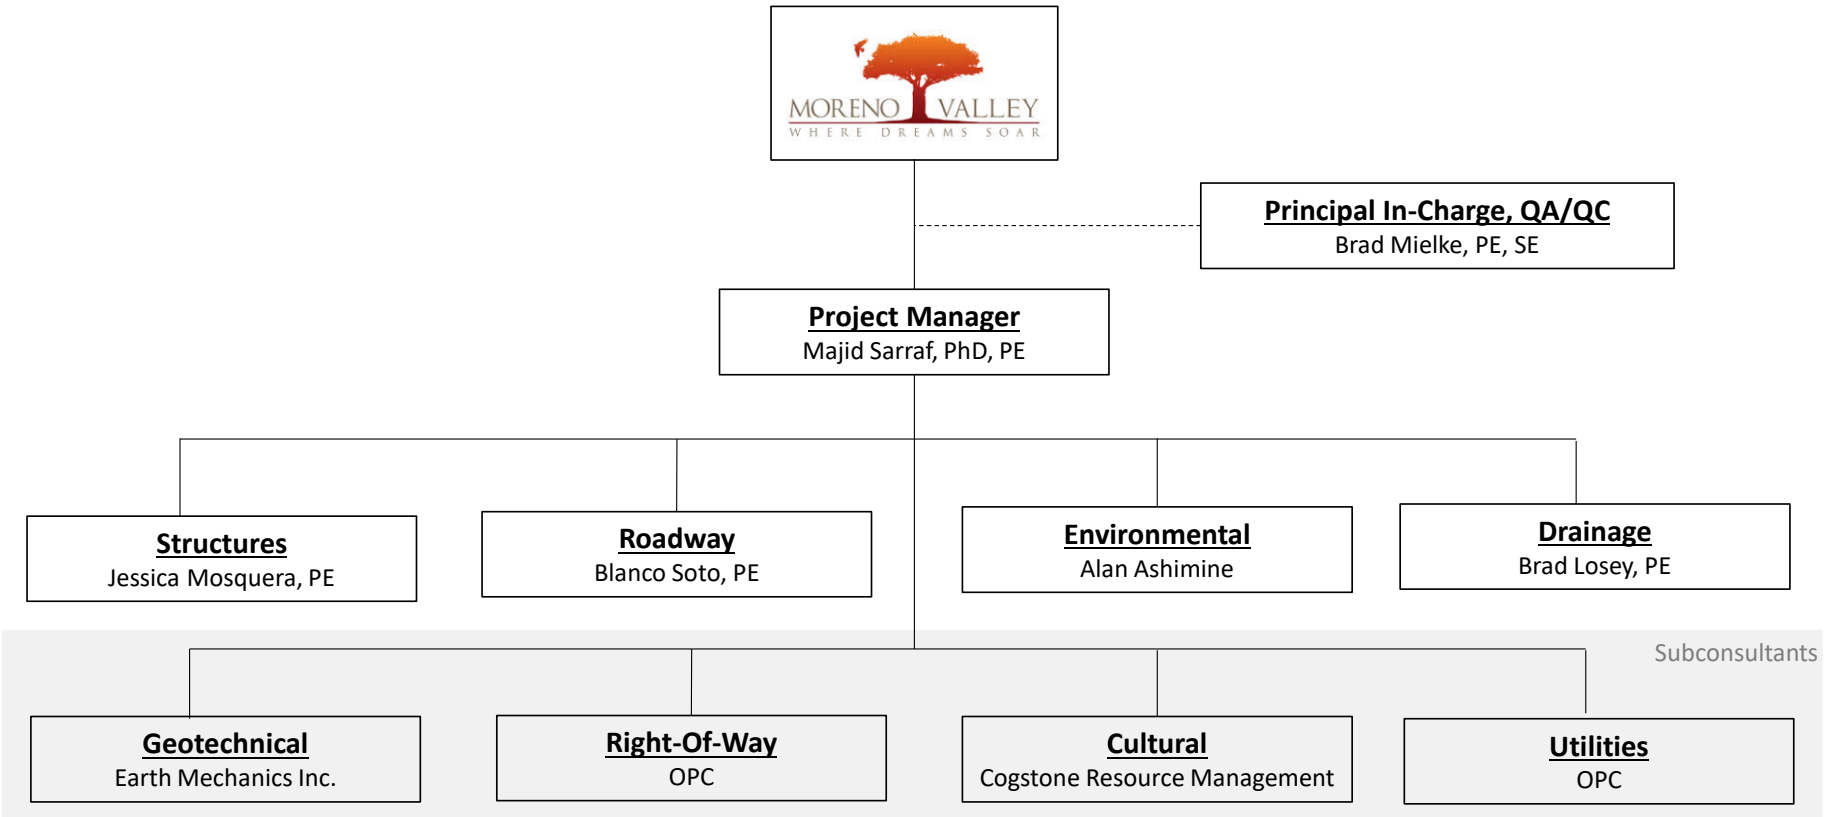 MORENO VALLEY
WHERE DREAMS SOAR
Principal In-Charge, QA/QC
Brad Mielke, PE, SE
Project Manager
Majid Sarraf, PhD, PE
Structures
Jessica Mosquera, PE
Roadway
Blanco Soto, PE
Environmental
Alan Ashimine
Drainage
Brad Losey, PE
Subconsultants
Geotechnical
Earth Mechanics Inc.
Right-Of-Way
OPC
Cultural
Cogstone Resource Management
Utilities
OPC